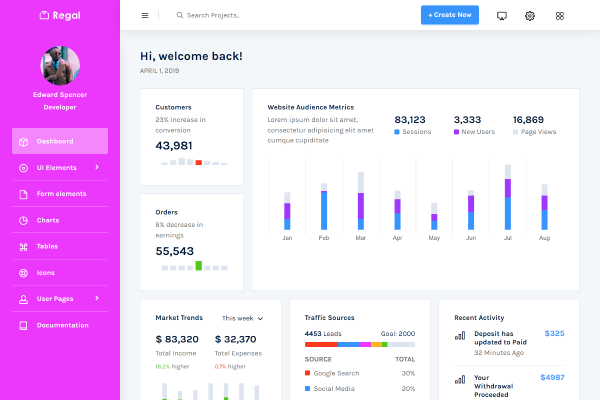 Regal
Search Projects..
+ Create New
Edward Spencer
Developer
Dashboard
UI Elements
Form elements
Charts
Tables
Icons
User Pages
Documentation
Hi, welcome back!
APRIL 1, 2019
Customers
23% increase in
conversion
43,981
Orders
6% decrease in
earnings
55,543
Website Audience Metrics
Lorem ipsum dolor sit amet,
consectetur adipisicing elit amet
cumque cupiditate
83,123
Sessions
3,333
New Users
16,869
Page Views
Jan Feb Mar Apr May Jun Jul Aug
Market Trends
This week
$ 83,320
Total Income
18.2% higher
$ 32,370
Total Expenses
0.7% higher
Traffic Sources
4453 Leads
Goal: 2000
SOURCE TOTAL
Google Search 30%
Social Media 20%
Recent Activity
Deposit has
updated to Paid
32 Minutes Ago
$325
Your
Withdrawal
Proceeded
$4987